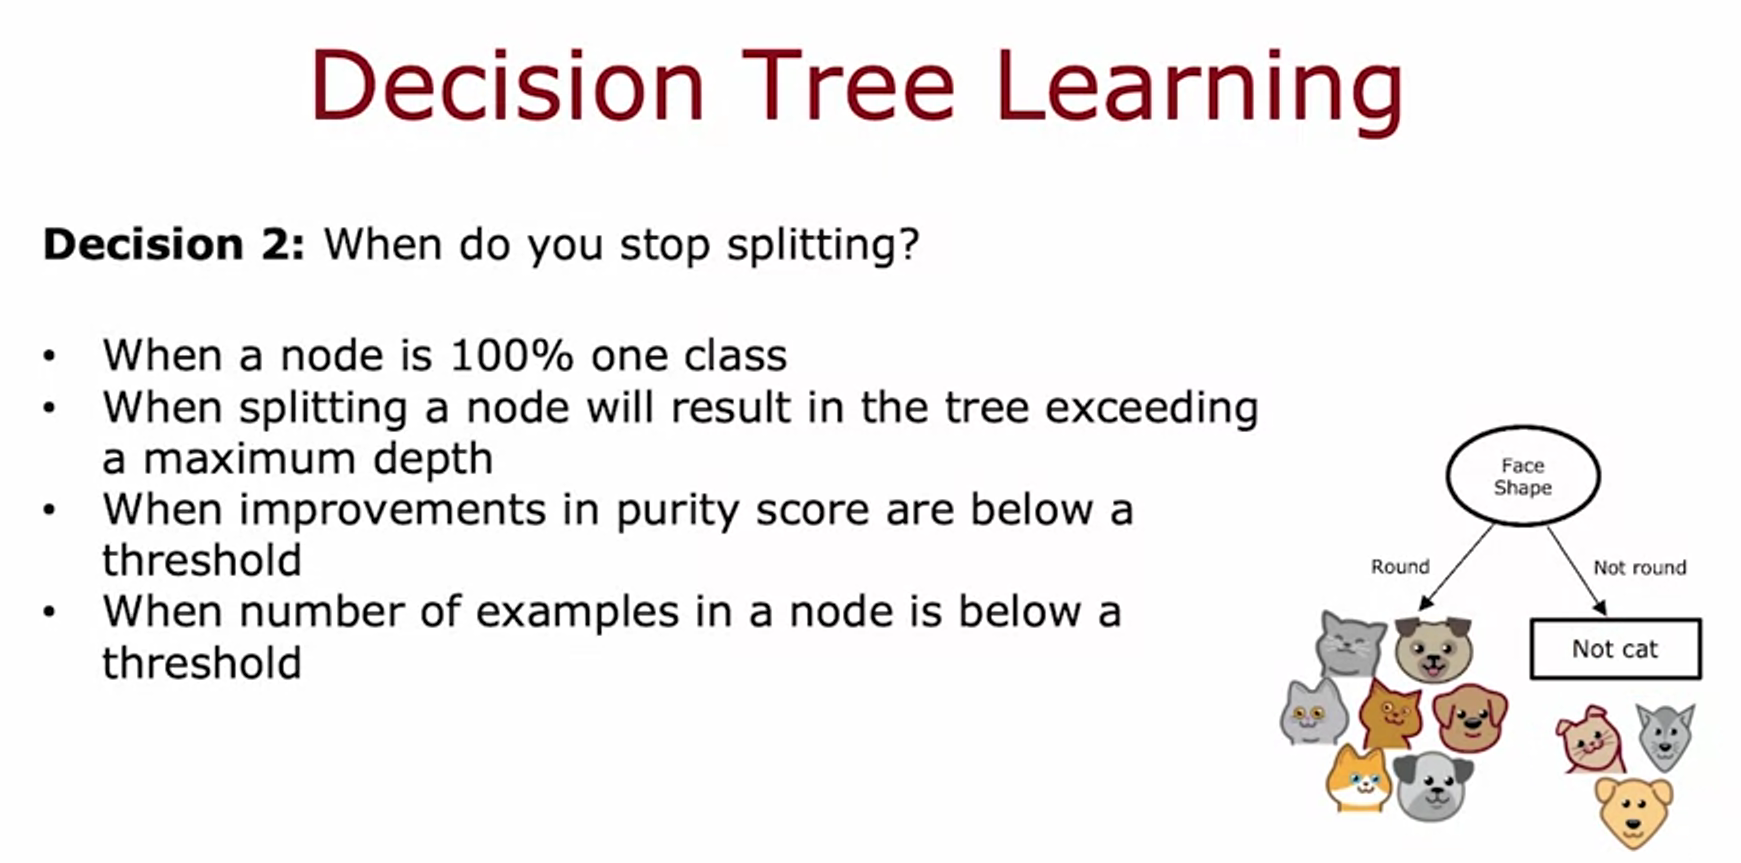 Decision Tree Learning
Decision 2: When do you stop splitting?
• When a node is 100% one class
• When splitting a node will result in the tree exceeding
a maximum depth
• When improvements in purity score are below a
threshold
• When number of examples in a node is below a
threshold
Face
Shape
Round
Not round
Not cat